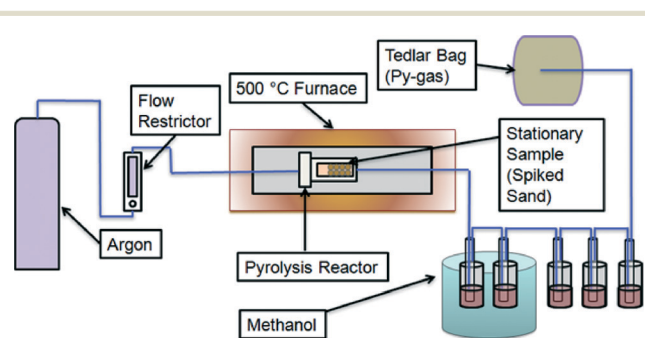 Tedlar Bag
(Py-gas)
500 °C Furnace
Flow
Restrictor
Stationary
Sample
(Spiked
Sand)
Argon
Pyrolysis Reactor
Methanol